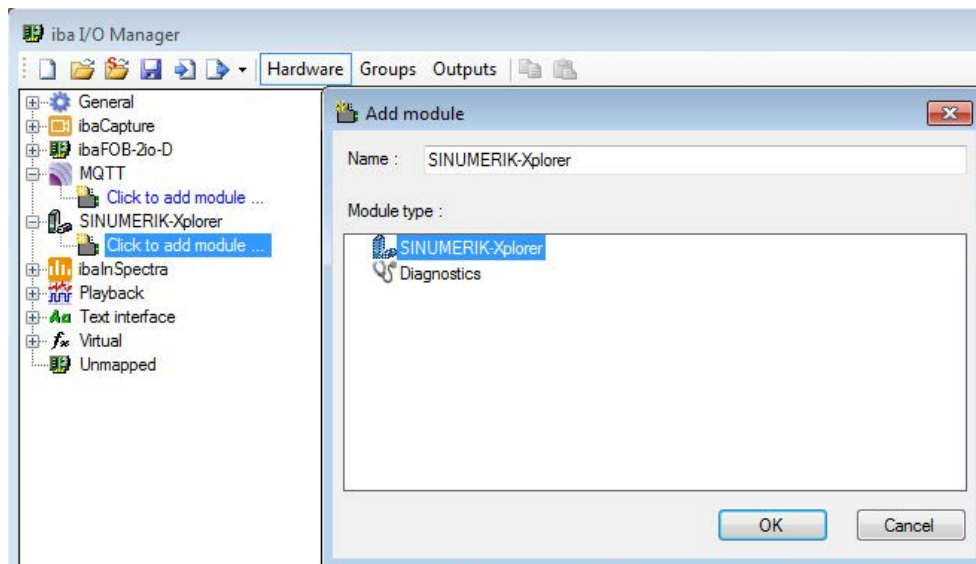 iba I/O Manager
Hardware Groups Outputs
General
ibaCapture
ibaFOB-2io-D
MQTT
Click to add module ...
SINUMERIK-Xplorer
Click to add module ...
ibaInSpectra
Playback
Text interface
Virtual
Unmapped
Add module
Name : SINUMERIK-Xplorer
Module type :
SINUMERIK-Xplorer
Diagnostics
OK Cancel